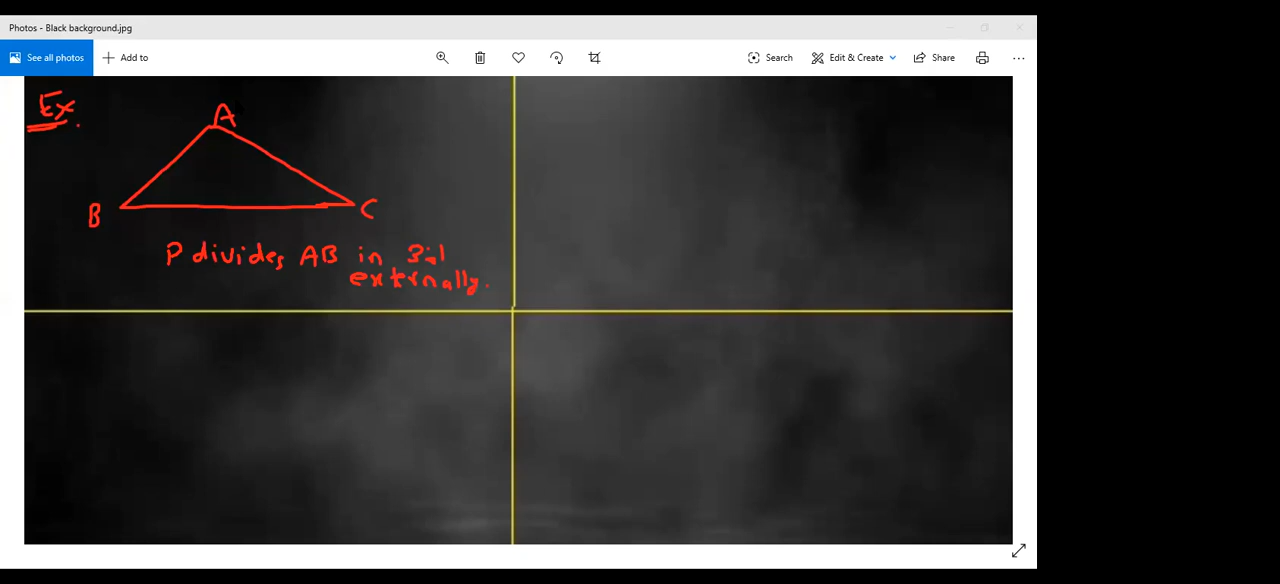 Photos - Black background.jpg
See all photos
Add to
Search
Edit & Create
Share
Ex.
A
B
C
P divides AB in 3:1
externally.